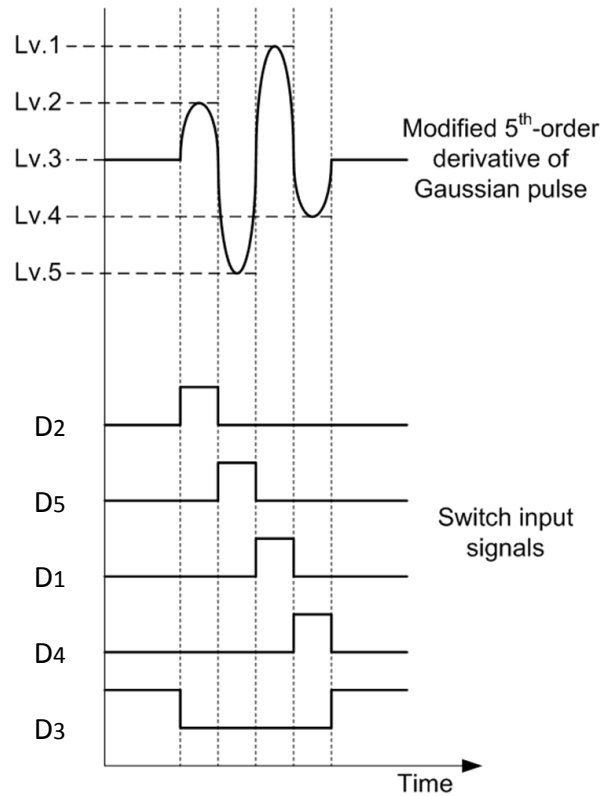 Lv.1
Lv.2
Lv.3
Lv.4
Lv.5
Modified 5th-order
derivative of
Gaussian pulse
D2
D5
D1
D4
D3
Switch input
signals
Time